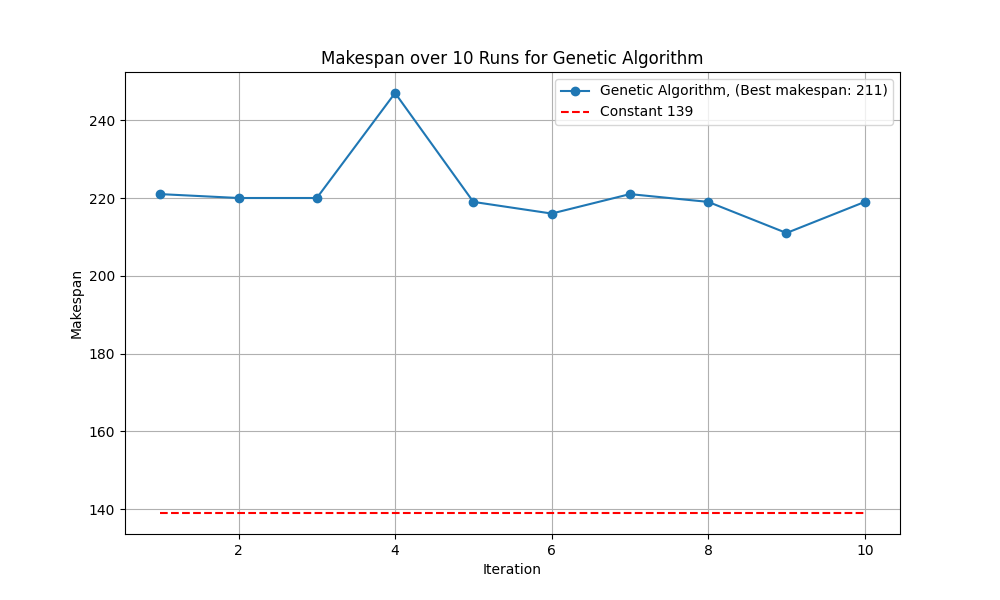 Makespan over 10 Runs for Genetic Algorithm
Genetic Algorithm, (Best makespan: 211)
Constant 139
Makespan
240
220
200
180
160
140
2 4 6 8 10
Iteration